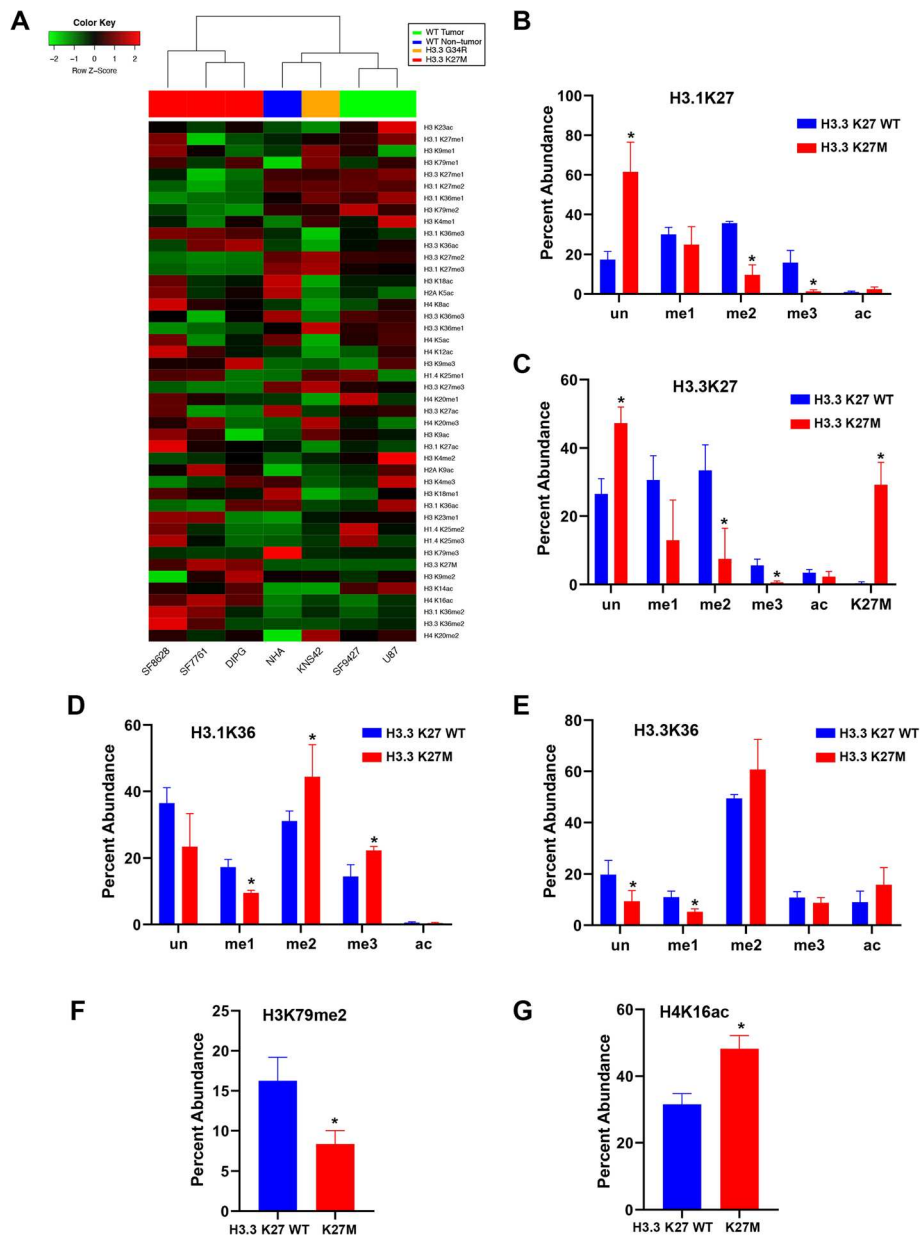 A
Color Key
−2 −1 0 1 2
Row Z-Score
WT Tumor
WT Non-tumor
H3.3 G34R
H3.3 K27M
H3 K23ac
H3.1 K27me1
H3 K9me1
H3 K79me1
H3.3 K27me1
H3.1 K27me2
H3.1 K36me1
H3 K79me2
H3 K4me1
H3.1 K36me3
H3.3 K36ac
H3.3 K27me2
H3.1 K27me3
H3 K18ac
H2A K5ac
H4 K8ac
H3.3 K36me3
H3.3 K36me1
H4 K5ac
H4 K12ac
H3 K9me3
H1.4 K25me1
H3.3 K27me3
H4 K20me1
H3.3 K27ac
H4 K20me3
H3 K9ac
H3.1 K27ac
H3 K4me2
H2A K9ac
H3 K4me3
H3 K18me1
H3.1 K36ac
H3 K23me1
H1.4 K25me2
H1.4 K25me3
H3 K79me3
H3.3 K27M
H3 K9me2
H3 K14ac
H4 K16ac
H3.1 K36me2
H3.3 K36me2
H4 K20me2
SF8628 SF7761 DIPG NHA KNS42 SF9427 U87
B
H3.1K27
H3.3 K27 WT
H3.3 K27M
Percent Abundance
100
80
60
40
20
0
* * *
un me1 me2 me3 ac
C
H3.3K27
H3.3 K27 WT
H3.3 K27M
Percent Abundance
60
40
20
0
* * * *
un me1 me2 me3 ac K27M
D
H3.1K36
H3.3 K27 WT
H3.3 K27M
Percent Abundance
60
40
20
0
* * *
un me1 me2 me3 ac
E
H3.3K36
H3.3 K27 WT
H3.3 K27M
Percent Abundance
80
60
40
20
0
* *
un me1 me2 me3 ac
F
H3K79me2
Percent Abundance
25
20
15
10
5
0
*
H3.3 K27 WT K27M
G
H4K16ac
Percent Abundance
60
40
20
0
*
H3.3 K27 WT K27M